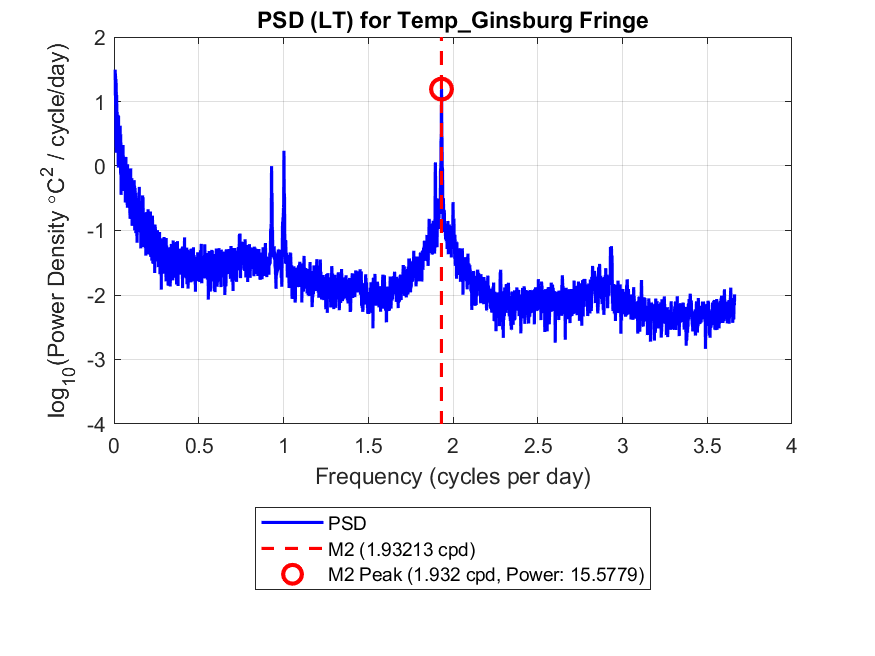 PSD (LT) for Temp_Ginsburg Fringe
log10(Power Density °C2 / cycle/day)
2
1
0
-1
-2
-3
-4
0 0.5 1 1.5 2 2.5 3 3.5 4
Frequency (cycles per day)
PSD
M2 (1.93213 cpd)
M2 Peak (1.932 cpd, Power: 15.5779)